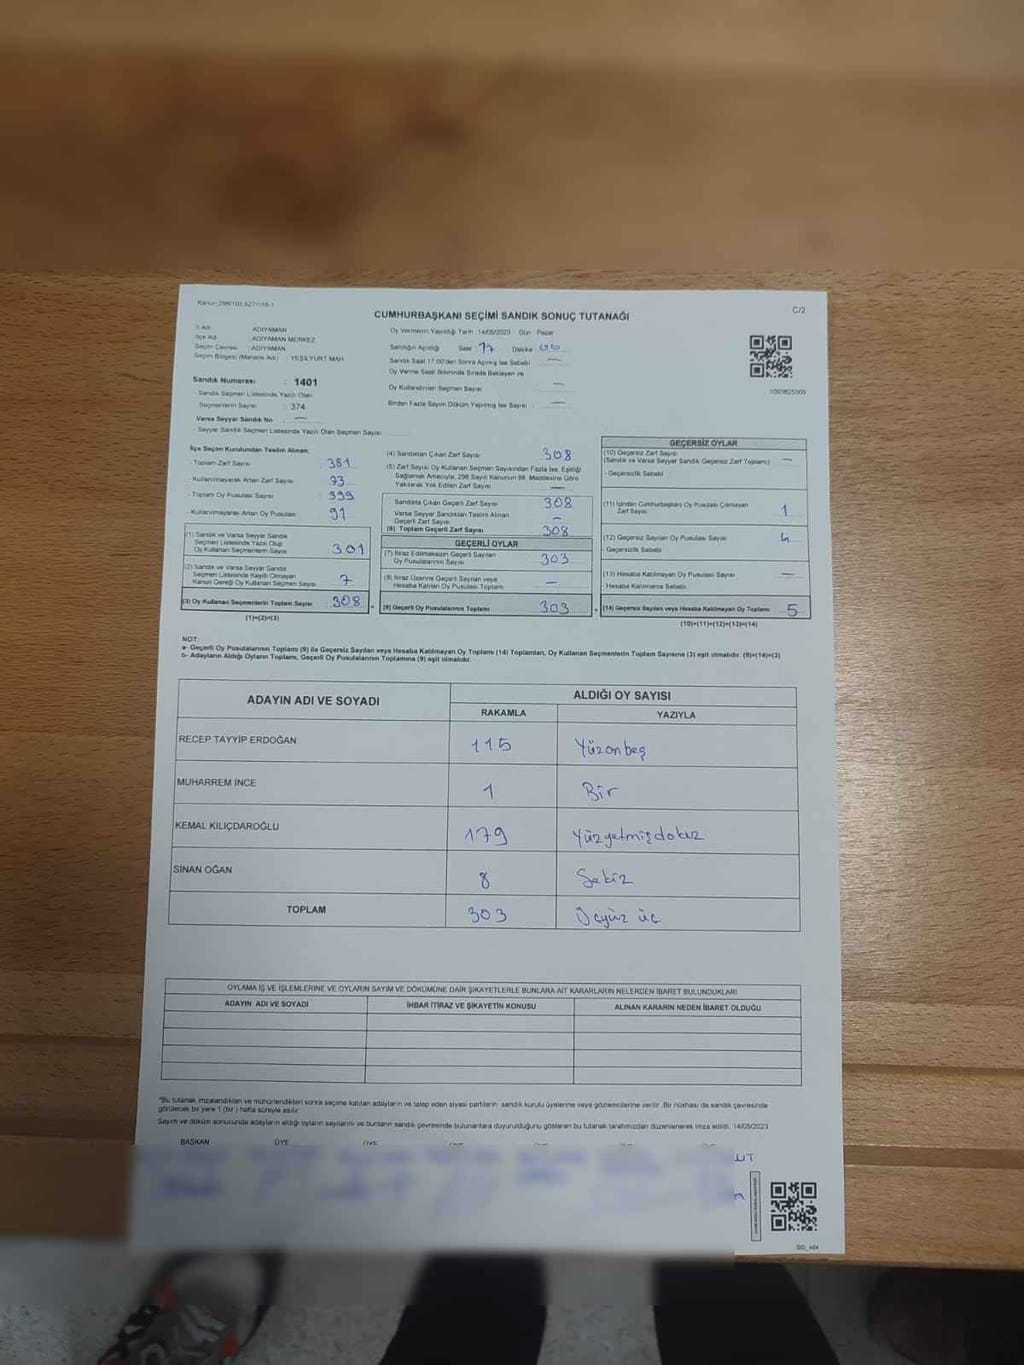 C/2
CUMHURBAŞKANI SEÇİMİ SANDIK SONUÇ TUTANAĞI
İl Adı : ADIYAMAN
İlçe Adı : ADIYAMAN MERKEZ
Seçim Çevresi : ADIYAMAN
Seçim Bölgesi (Mahalle Adı) : YEŞİLYURT MAH.
Sandık Numarası : 1401
- Sandık Seçmen Listesinde Yazılı Olan
Seçmenlerin Sayısı : 374
Varsa Seyyar Sandık No : —
- Seyyar Sandık Seçmen Listesinde Yazılı Olan Seçmen Sayısı
Oy Vermenin Yapıldığı Tarih : 14/05/2023 Gün : Pazar
Sandığın Açıldığı Saat : 17 Dakika : 00
Sandık Saat 17.00'den Sonra Açılmış İse Sebebi : —
Oy Verme Saati Bitiminde Sırada Bekleyen ve
Oy Kullandırılan Seçmen Sayısı : —
Birden Fazla Sayım Döküm Yapılmış İse Sayısı : —
İlçe Seçim Kurulundan Teslim Alınan;
- Toplam Zarf Sayısı : 381
- Kullanılmayarak Artan Zarf Sayısı : 73
- Toplam Oy Pusulası Sayısı : 399
- Kullanılmayarak Artan Oy Pusulası : 91
(1) Sandık ve Varsa Seyyar Sandık
Seçmen Listesinde Yazılı Olup
Oy Kullanan Seçmenlerin Sayısı : 301
(2) Sandık ve Varsa Seyyar Sandık
Seçmen Listesinde Kayıtlı Olmayan
Kanun Gereği Oy Kullanan Seçmen Sayısı : 7
(3) Oy Kullanan Seçmenlerin Toplam Sayısı : 308
(1)+(2)=(3)
(4) Sandıktan Çıkan Zarf Sayısı : 308
(5) Zarf Sayısı Oy Kullanan Seçmen Sayısından Fazla İse, Eşitliği
Sağlamak Amacıyla, 298 Sayılı Kanunun 98. Maddesine Göre
Yakılarak Yok Edilen Zarf Sayısı : —
Sandıkta Çıkan Geçerli Zarf Sayısı : 308
Varsa Seyyar Sandıktan Teslim Alınan
Geçerli Zarf Sayısı : —
(6) Toplam Geçerli Zarf Sayısı : 308
GEÇERLİ OYLAR
(7) İtiraz Edilmeksizin Geçerli Sayılan
Oy Pusulalarının Sayısı : 303
(8) İtiraz Üzerine Geçerli Sayılan veya
Hesaba Katılan Oy Pusulaları Toplamı : —
(9) Geçerli Oy Pusulalarının Toplamı : 303
1001825568
GEÇERSİZ OYLAR
(10) Geçersiz Zarf Sayısı
(Sandık ve Varsa Seyyar Sandık Geçersiz Zarf Toplamı) : —
- Geçersizlik Sebebi
(11) İçinden Cumhurbaşkanı Oy Pusulası Çıkmayan
Zarf Sayısı : 1
(12) Geçersiz Sayılan Oy Pusulası Sayısı : 4
- Geçersizlik Sebebi
(13) Hesaba Katılmayan Oy Pusulası Sayısı : —
- Hesaba Katılmama Sebebi
(14) Geçersiz Sayılan veya Hesaba Katılmayan Oy Toplamı : 5
(10)+(11)+(12)+(13)=(14)
NOT:
a- Geçerli Oy Pusulalarının Toplamı (9) ile Geçersiz Sayılan veya Hesaba Katılmayan Oy Toplamı (14) Toplamları, Oy Kullanan Seçmenlerin Toplam Sayısına (3) eşit olmalıdır. (9)+(14)=(3)
b- Adayların Aldığı Oyların Toplamı, Geçerli Oy Pusulalarının Toplamına (9) eşit olmalıdır.
ADAYIN ADI VE SOYADI ALDIĞI OY SAYISI
RAKAMLA YAZIYLA
RECEP TAYYİP ERDOĞAN 115 Yüzonbeş
MUHARREM İNCE 1 Bir
KEMAL KILIÇDAROĞLU 179 Yüzyetmişdokuz
SİNAN OĞAN 8 Sekiz
TOPLAM 303 Üçyüz üç
OYLAMA İŞ VE İŞLEMLERİNE VE OYLARIN SAYIM VE DÖKÜMÜNE DAİR ŞİKAYETLERLE BUNLARA AİT KARARLARIN NELERDEN İBARET BULUNDUKLARI
ADAYIN ADI VE SOYADI İHBAR İTİRAZ VE ŞİKAYETİN KONUSU ALINAN KARARIN NEDEN İBARET OLDUĞU
"Bu tutanak imzalandıktan ve mühürlendikten sonra seçime katılan adayların ve talep eden siyasi partilerin sandık kurulu üyelerine veya gözlemcilerine verilir. Bir nüshası da sandık çevresinde
görülecek bir yere 1 (bir) hafta süreyle asılır.
Sayım ve döküm sonucunda adayların aldığı oyların sayılarını ve bunların sandık çevresinde bulunanlara duyurulduğunu gösteren bu tutanak tarafımızdan düzenlenerek imza edildi. 14/05/2023
BAŞKAN ÜYE ÜYE